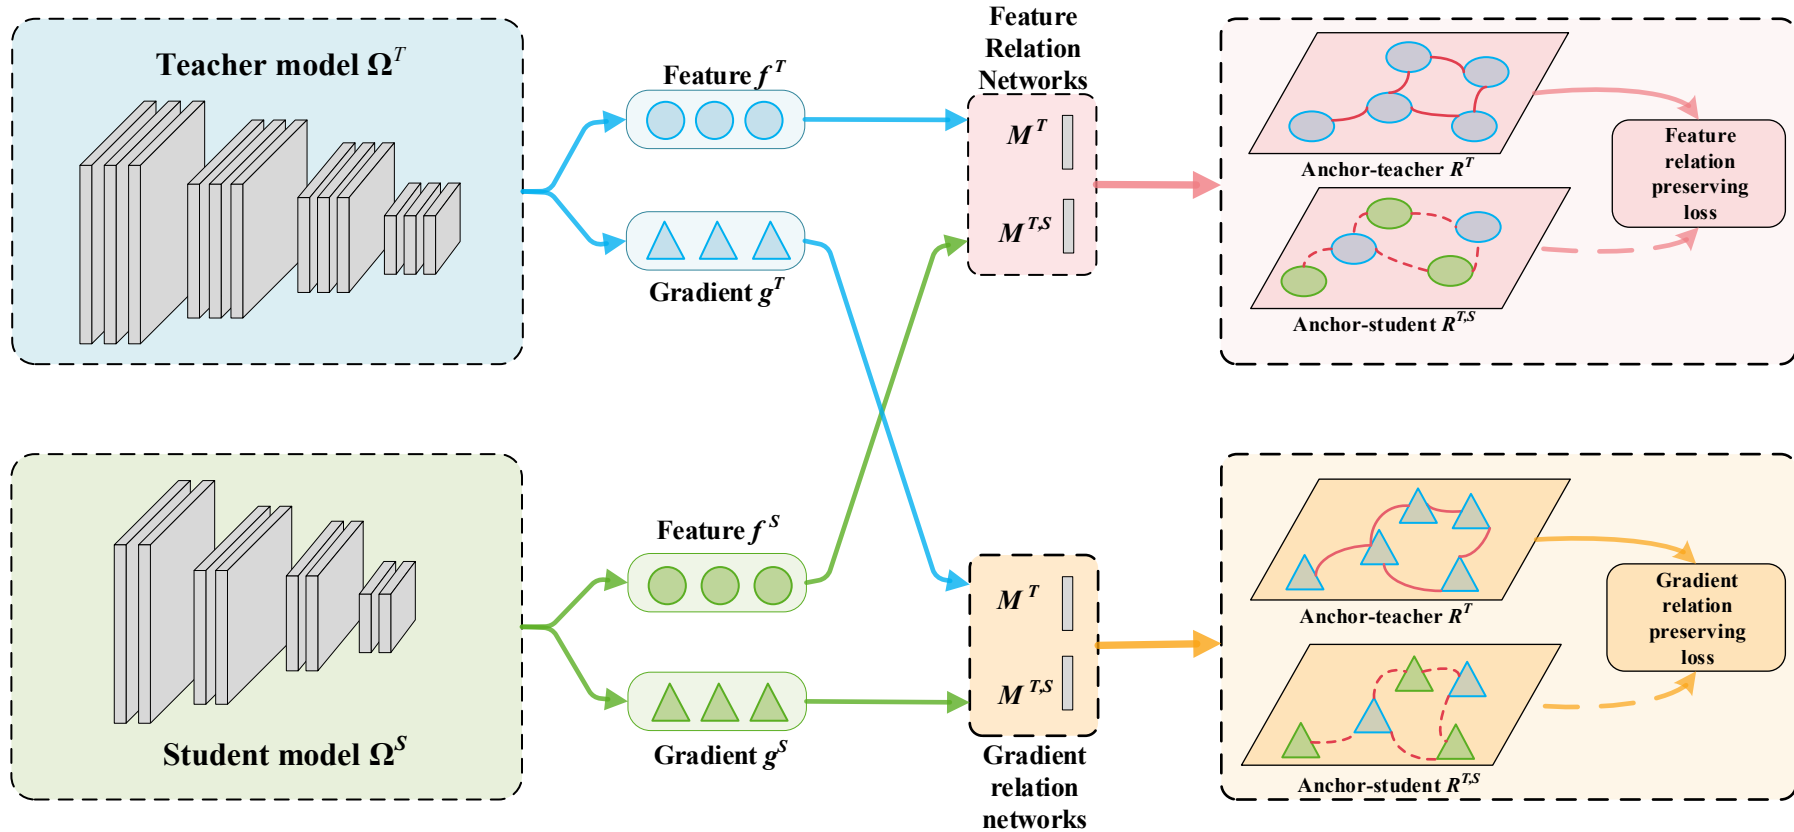 Teacher model Ω^T
Feature f^T
Gradient g^T
Feature
Relation
Networks
M^T
M^{T,S}
Anchor-teacher R^T
Anchor-student R^{T,S}
Feature
relation
preserving
loss
Feature f^S
Gradient g^S
Student model Ω^S
M^T
M^{T,S}
Gradient
relation
networks
Anchor-teacher R^T
Anchor-student R^{T,S}
Gradient
relation
preserving
loss